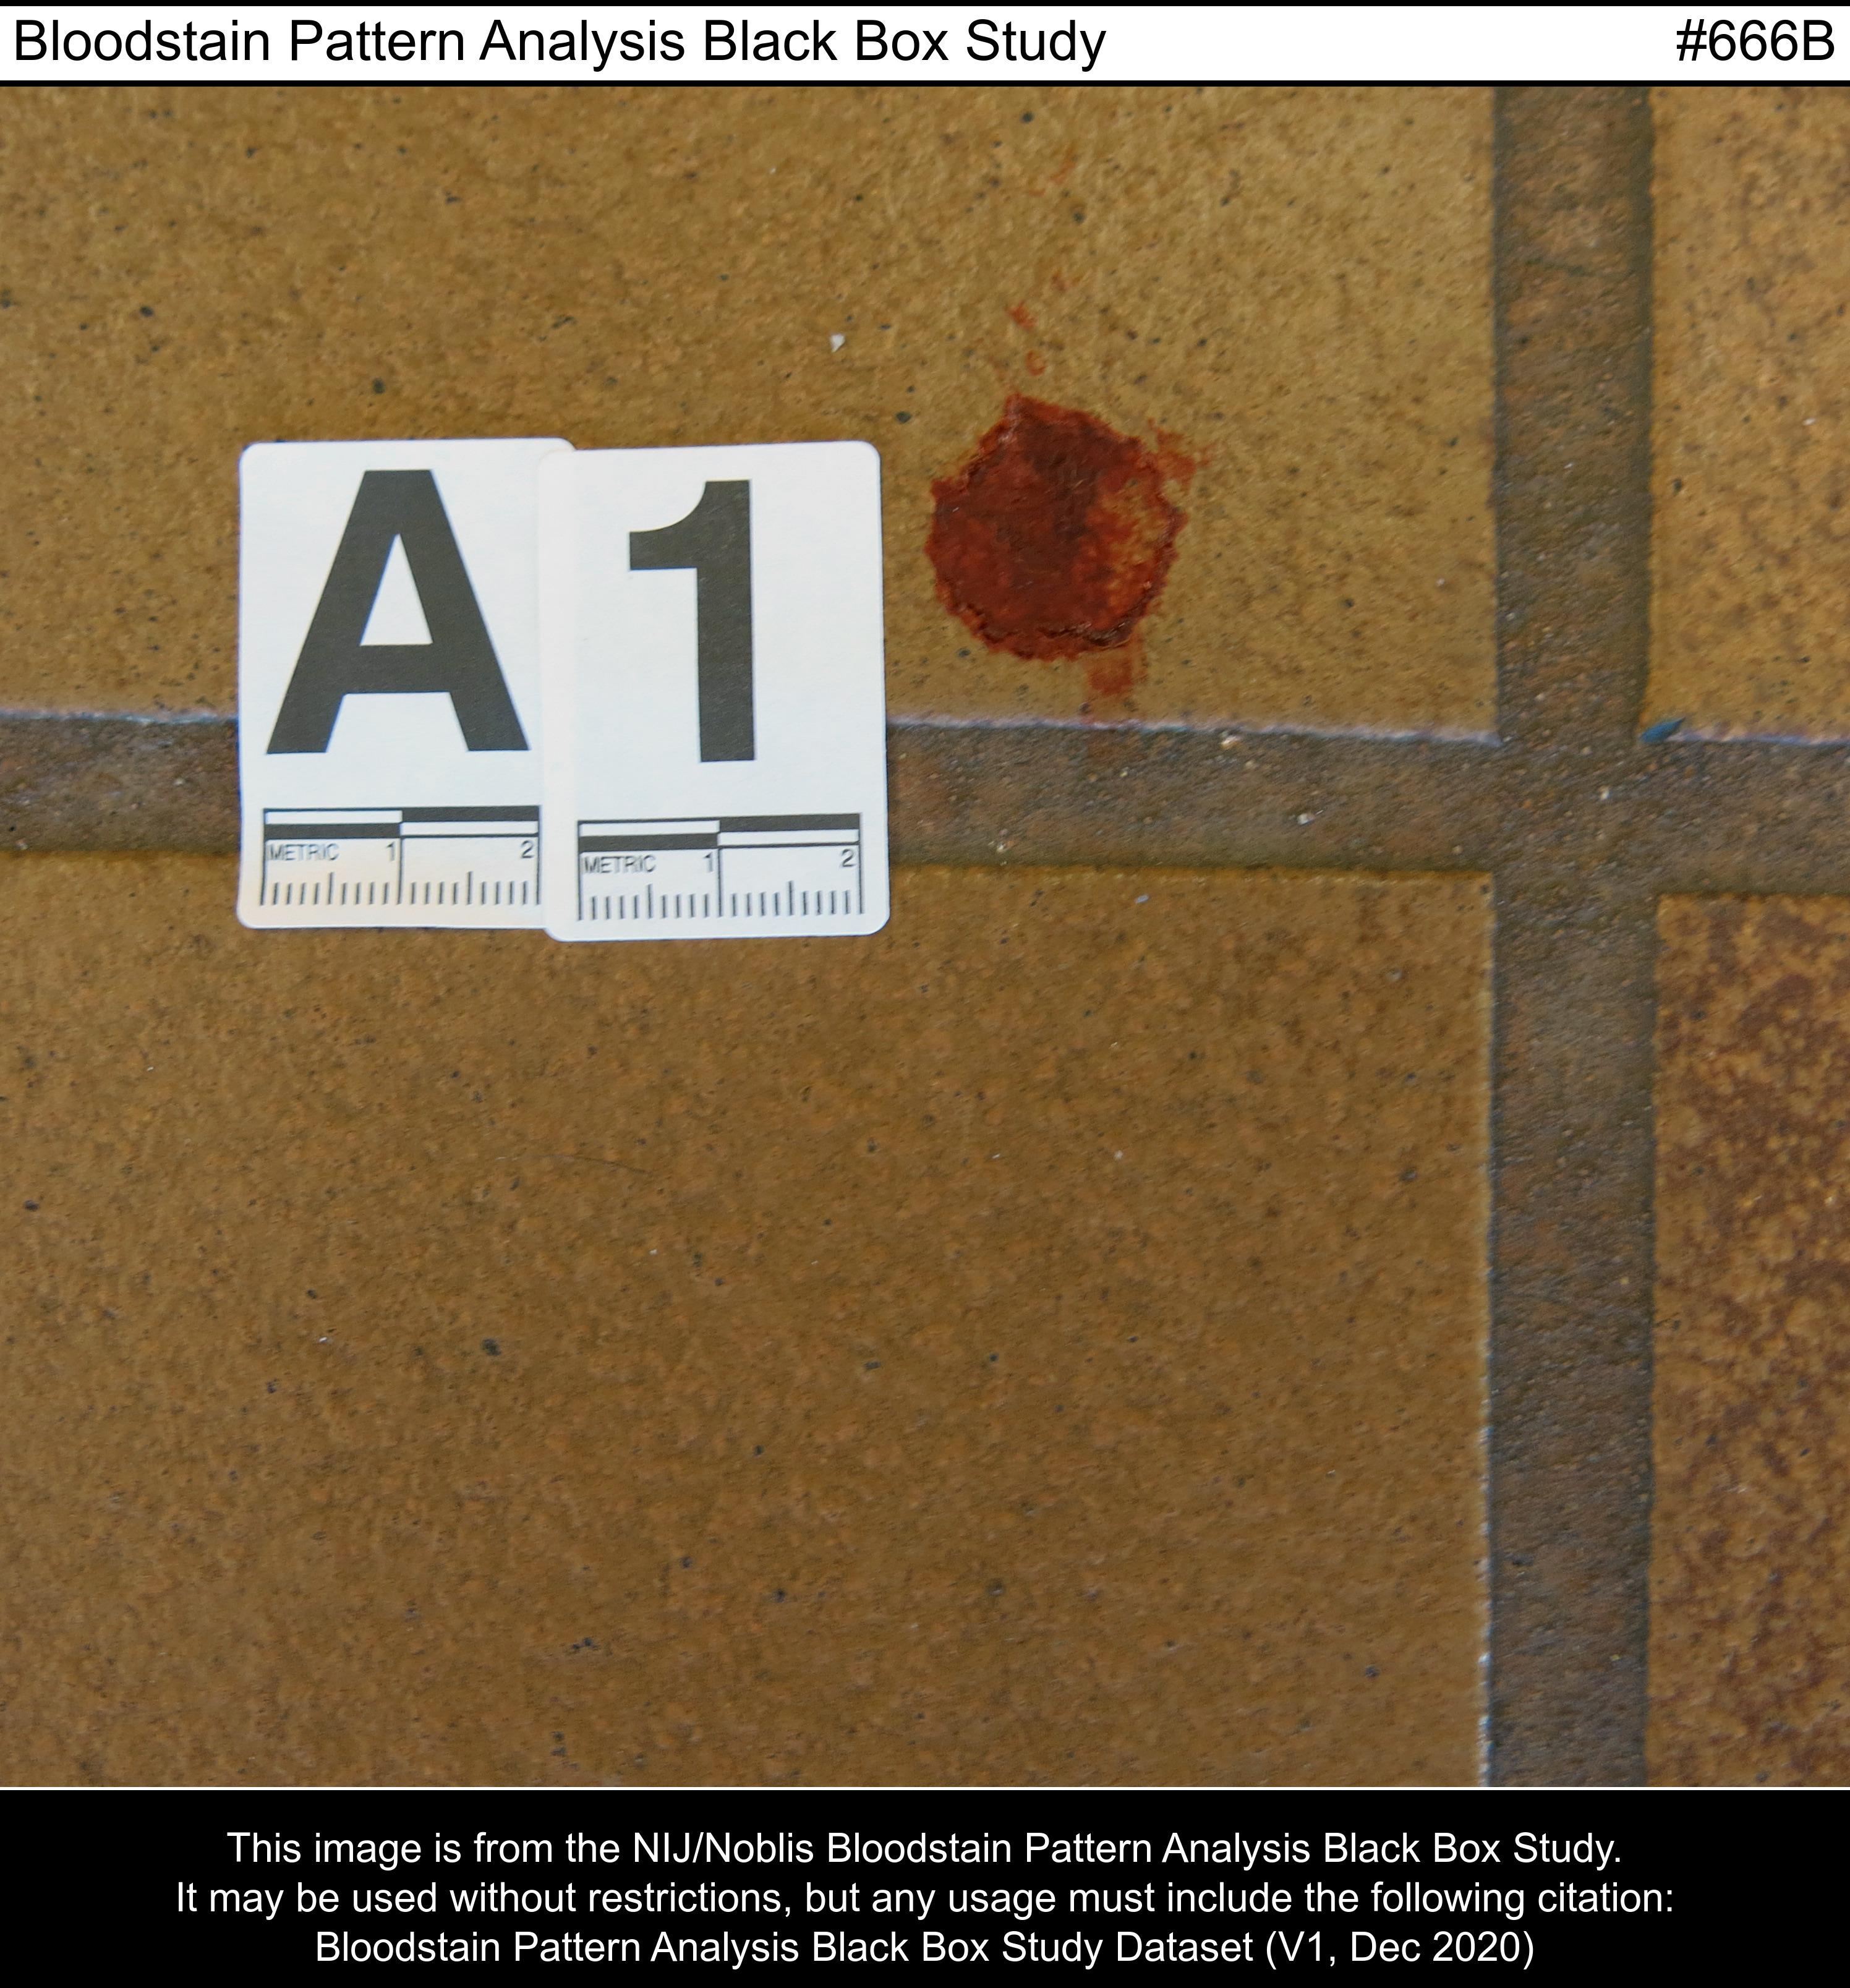 Bloodstain Pattern Analysis Black Box Study #666B
A 1
METRIC 1 2 METRIC 1 2
This image is from the NIJ/Noblis Bloodstain Pattern Analysis Black Box Study.
It may be used without restrictions, but any usage must include the following citation:
Bloodstain Pattern Analysis Black Box Study Dataset (V1, Dec 2020)